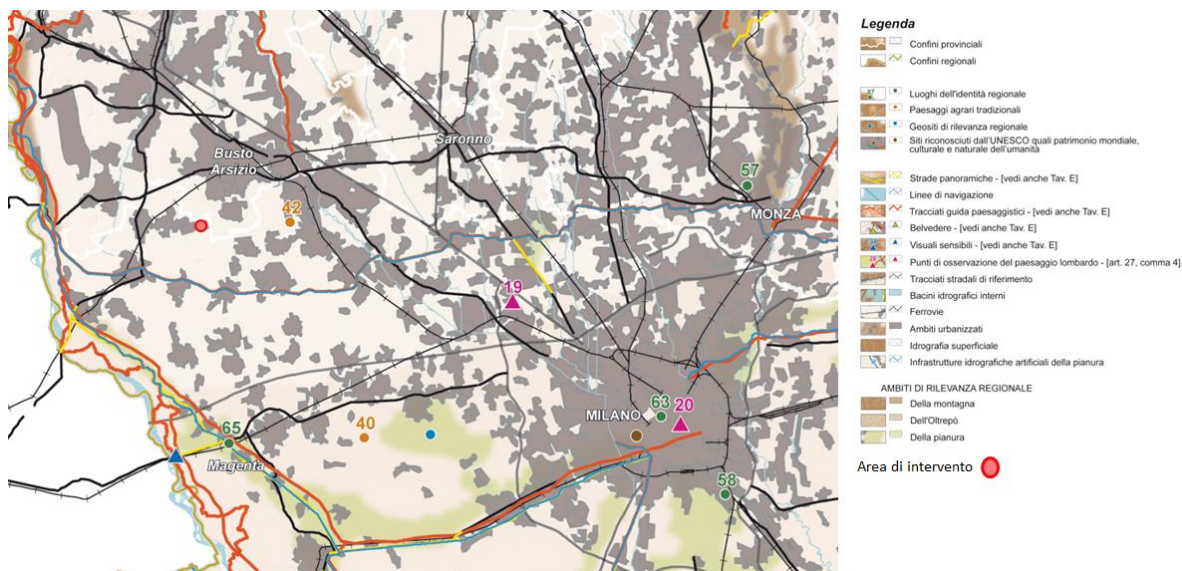 Busto
Arsizio
Saronno
42
57
MONZA
19
MILANO
63
20
40
65
Magenta
58
Legenda
Confini provinciali
Confini regionali
Luoghi dell'identità regionale
Paesaggi agrari tradizionali
Geositi di rilevanza regionale
Siti riconosciuti dall'UNESCO quali patrimonio mondiale,
culturale e naturale dell'umanità
Strade panoramiche - [vedi anche Tav. E]
Linee di navigazione
Tracciati guida paesaggistici - [vedi anche Tav. E]
Belvedere - [vedi anche Tav. E]
Visuali sensibili - [vedi anche Tav. E]
Punti di osservazione del paesaggio lombardo - [art. 27, comma 4]
Tracciati stradali di riferimento
Bacini idrografici interni
Ferrovie
Ambiti urbanizzati
Idrografia superficiale
Infrastrutture idrografiche artificiali della pianura
AMBITI DI RILEVANZA REGIONALE
Della montagna
Dell'Oltrepò
Della pianura
Area di intervento